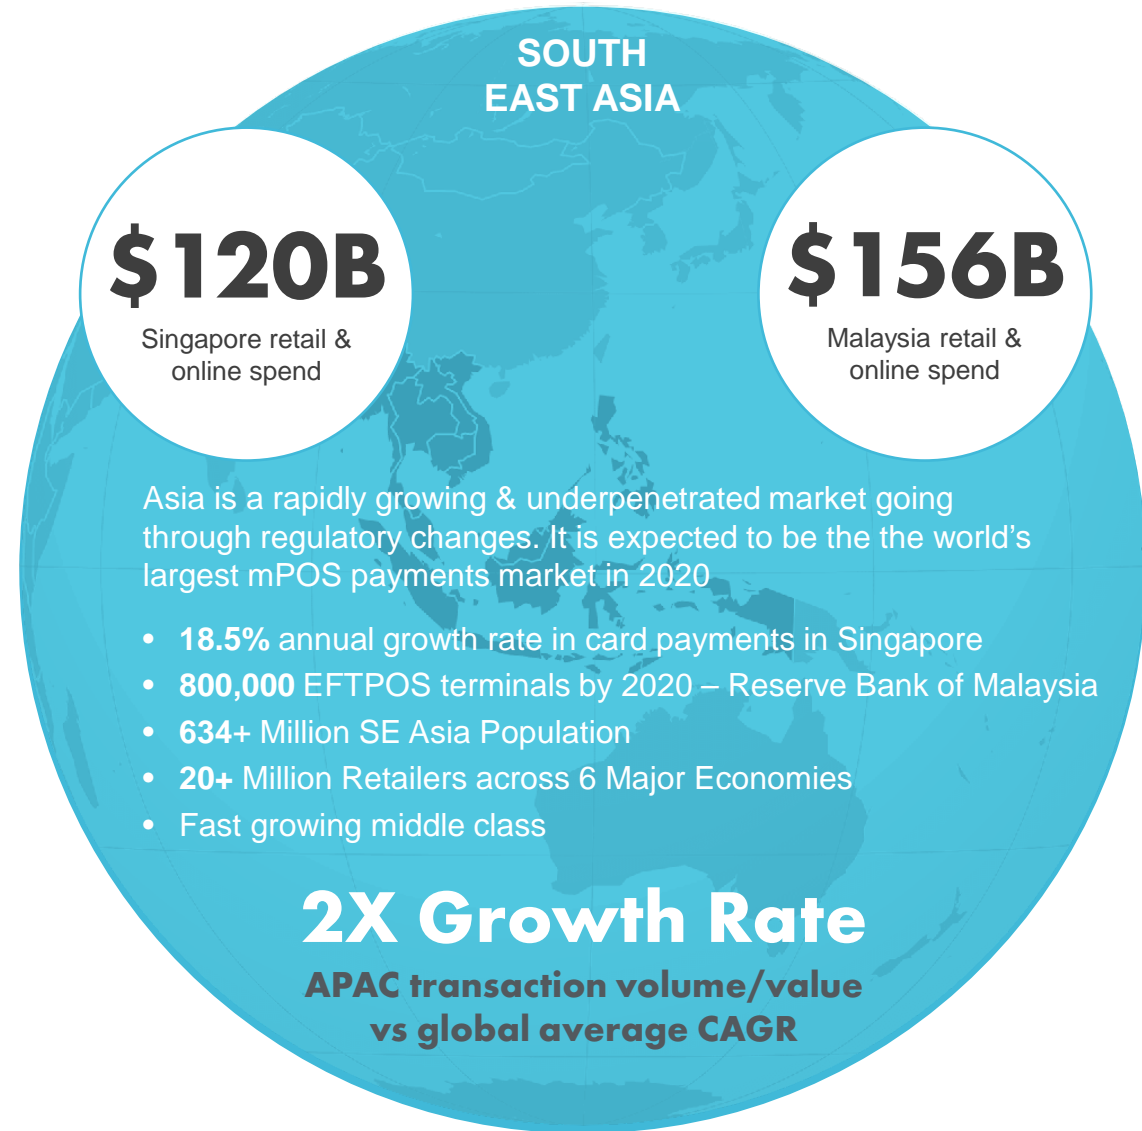 SOUTH
EAST ASIA
$120B
Singapore retail &
online spend
$156B
Malaysia retail &
online spend
Asia is a rapidly growing & underpenetrated market going
through regulatory changes. It is expected to be the the world's
largest mPOS payments market in 2020
• 18.5% annual growth rate in card payments in Singapore
• 800,000 EFTPOS terminals by 2020 – Reserve Bank of Malaysia
• 634+ Million SE Asia Population
• 20+ Million Retailers across 6 Major Economies
• Fast growing middle class
2X Growth Rate
APAC transaction volume/value
vs global average CAGR